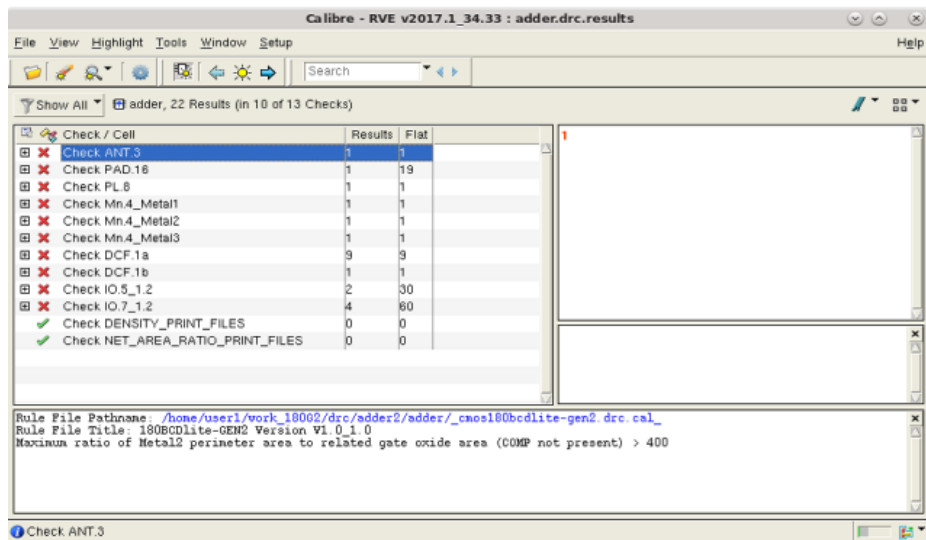 Calibre - RVE v2017.1_34.33 : adder.drc.results
File View Highlight Tools Window Setup Help
Search
Show All adder, 22 Results (in 10 of 13 Checks)
Check / Cell Results Flat
Check ANT.3 1 1
Check PAD.16 1 19
Check PL.8 1 1
Check Mn.4_Metal1 1 1
Check Mn.4_Metal2 1 1
Check Mn.4_Metal3 1 1
Check DCF.1a 9 9
Check DCF.1b 1 1
Check IO.5_1.2 2 30
Check IO.7_1.2 4 60
Check DENSITY_PRINT_FILES 0 0
Check NET_AREA_RATIO_PRINT_FILES 0 0
1
Rule File Pathname: /home/user1/work_180G2/drc/adder2/adder/_cmos180bcdlite-gen2.drc.cal_
Rule File Title: 180BCDlite-GEN2 Version V1.0_1.0
Maximum ratio of Metal2 perimeter area to related gate oxide area (COMP not present) > 400
Check ANT.3